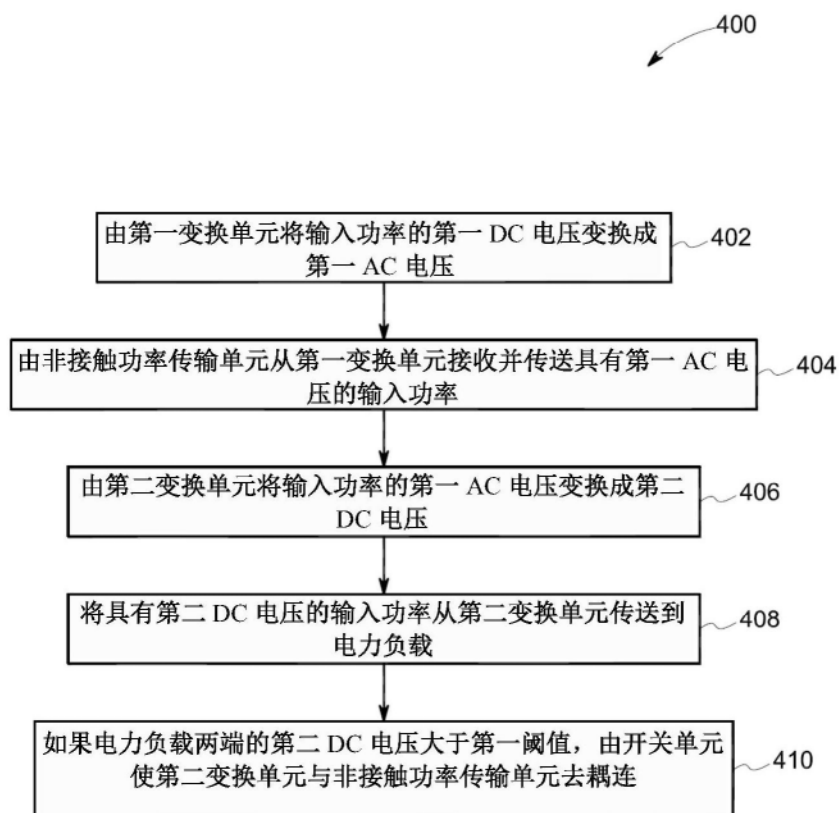 400
由第一变换单元将输入功率的第一 DC 电压变换成
第一 AC 电压
402
由非接触功率传输单元从第一变换单元接收并传送具有第一 AC 电
压的输入功率
404
由第二变换单元将输入功率的第一 AC 电压变换成第二
DC 电压
406
将具有第二 DC 电压的输入功率从第二变换单元传送到
电力负载
408
如果电力负载两端的第二 DC 电压大于第一阈值，由开关单元
使第二变换单元与非接触功率传输单元去耦连
410